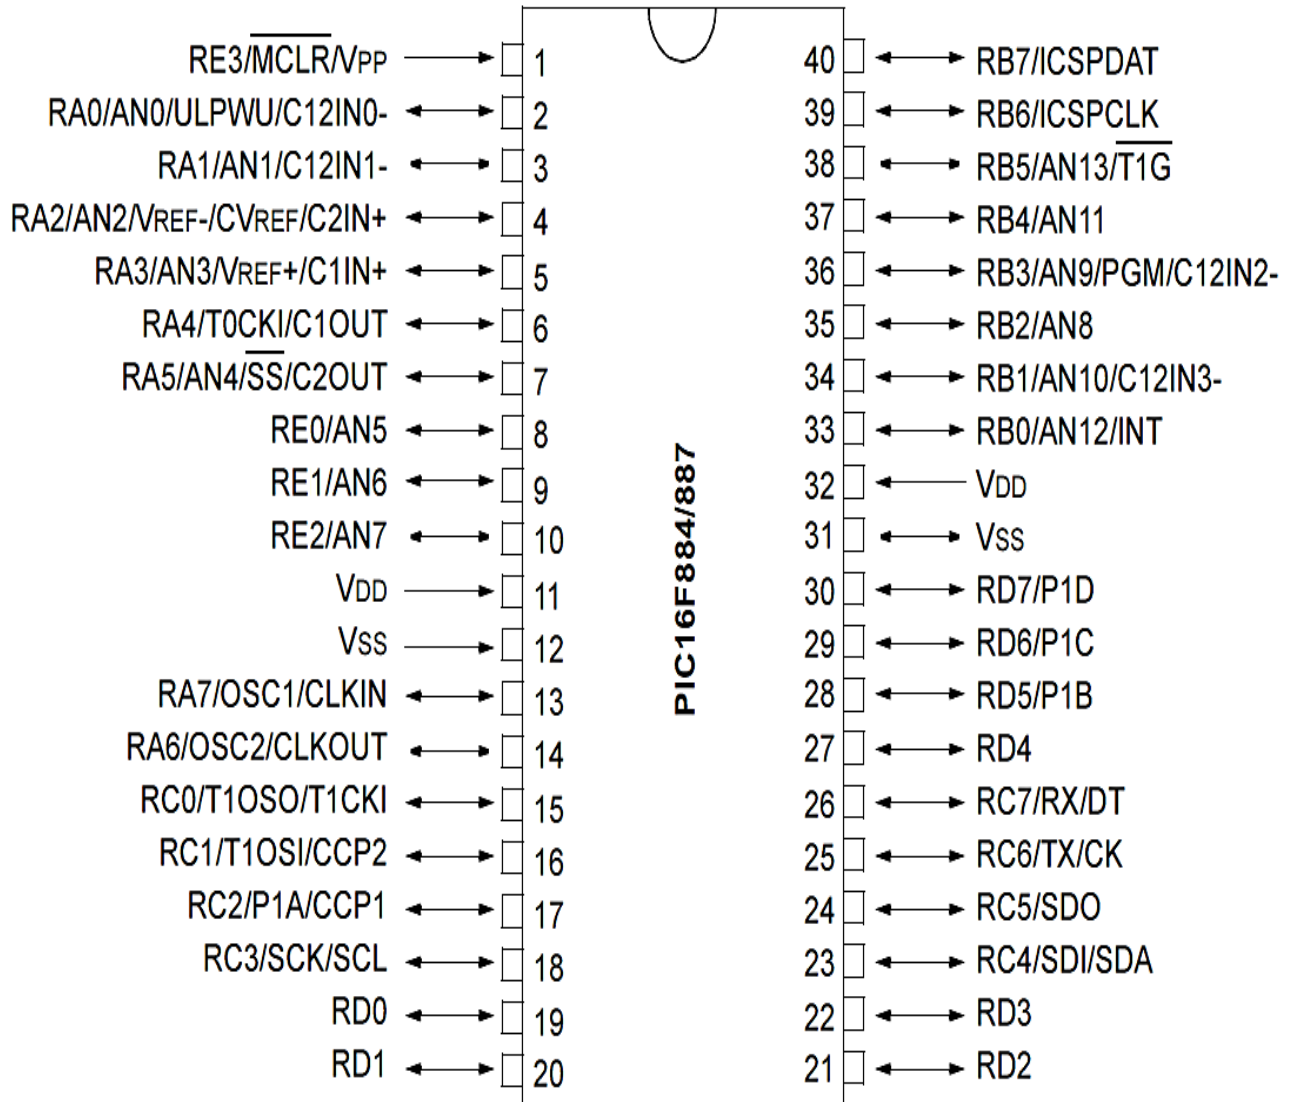 RE3/MCLR/VPP 1
RA0/AN0/ULPWU/C12IN0- 2
RA1/AN1/C12IN1- 3
RA2/AN2/VREF-/CVREF/C2IN+ 4
RA3/AN3/VREF+/C1IN+ 5
RA4/T0CKI/C1OUT 6
RA5/AN4/SS/C2OUT 7
RE0/AN5 8
RE1/AN6 9
RE2/AN7 10
VDD 11
VSS 12
RA7/OSC1/CLKIN 13
RA6/OSC2/CLKOUT 14
RC0/T1OSO/T1CKI 15
RC1/T1OSI/CCP2 16
RC2/P1A/CCP1 17
RC3/SCK/SCL 18
RD0 19
RD1 20
PIC16F884/887
40 RB7/ICSPDAT
39 RB6/ICSPCLK
38 RB5/AN13/T1G
37 RB4/AN11
36 RB3/AN9/PGM/C12IN2-
35 RB2/AN8
34 RB1/AN10/C12IN3-
33 RB0/AN12/INT
32 VDD
31 VSS
30 RD7/P1D
29 RD6/P1C
28 RD5/P1B
27 RD4
26 RC7/RX/DT
25 RC6/TX/CK
24 RC5/SDO
23 RC4/SDI/SDA
22 RD3
21 RD2